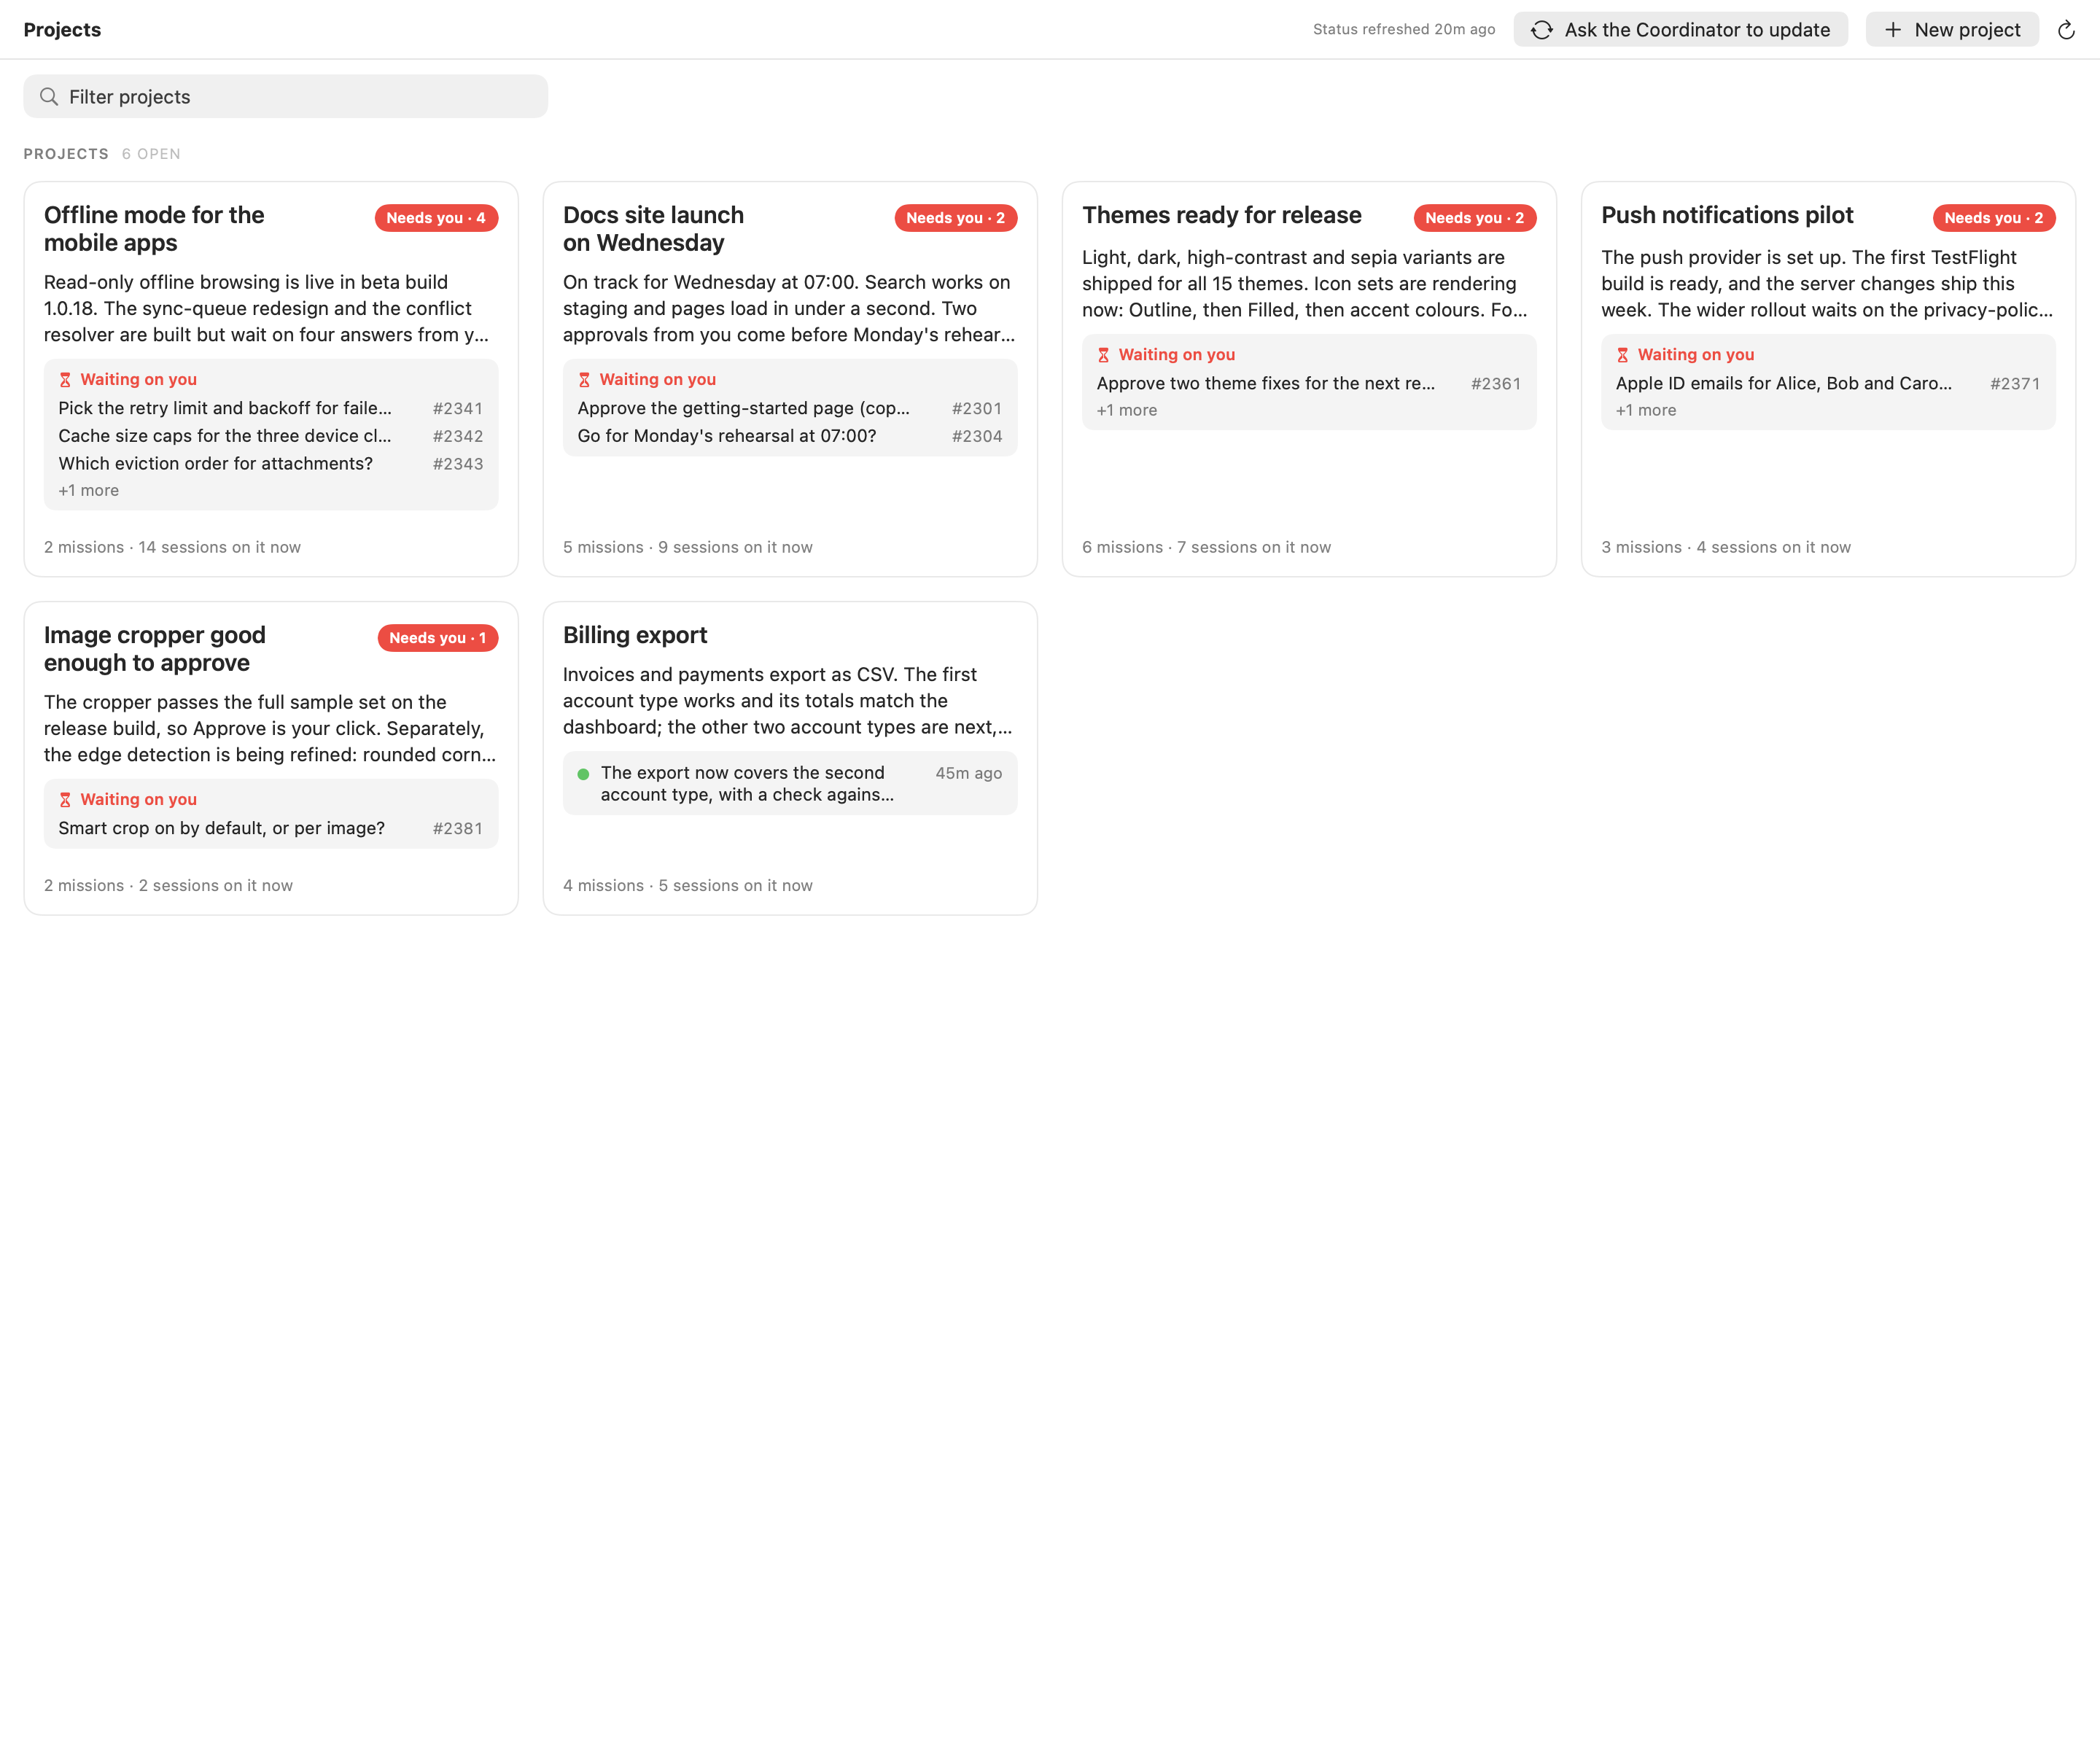 Projects
Status refreshed 20m ago
Ask the Coordinator to update
New project
Filter projects
PROJECTS 6 OPEN
Offline mode for the
mobile apps
Needs you · 4
Read-only offline browsing is live in beta build
1.0.18. The sync-queue redesign and the conflict
resolver are built but wait on four answers from y...
Waiting on you
Pick the retry limit and backoff for faile... #2341
Cache size caps for the three device cl... #2342
Which eviction order for attachments? #2343
+1 more
2 missions · 14 sessions on it now
Docs site launch
on Wednesday
Needs you · 2
On track for Wednesday at 07:00. Search works on
staging and pages load in under a second. Two
approvals from you come before Monday's rehear...
Waiting on you
Approve the getting-started page (cop... #2301
Go for Monday's rehearsal at 07:00? #2304
5 missions · 9 sessions on it now
Themes ready for release
Needs you · 2
Light, dark, high-contrast and sepia variants are
shipped for all 15 themes. Icon sets are rendering
now: Outline, then Filled, then accent colours. Fo...
Waiting on you
Approve two theme fixes for the next re... #2361
+1 more
6 missions · 7 sessions on it now
Push notifications pilot
Needs you · 2
The push provider is set up. The first TestFlight
build is ready, and the server changes ship this
week. The wider rollout waits on the privacy-polic...
Waiting on you
Apple ID emails for Alice, Bob and Caro... #2371
+1 more
3 missions · 4 sessions on it now
Image cropper good
enough to approve
Needs you · 1
The cropper passes the full sample set on the
release build, so Approve is your click. Separately,
the edge detection is being refined: rounded corn...
Waiting on you
Smart crop on by default, or per image? #2381
2 missions · 2 sessions on it now
Billing export
Invoices and payments export as CSV. The first
account type works and its totals match the
dashboard; the other two account types are next,...
The export now covers the second 45m ago
account type, with a check agains...
4 missions · 5 sessions on it now